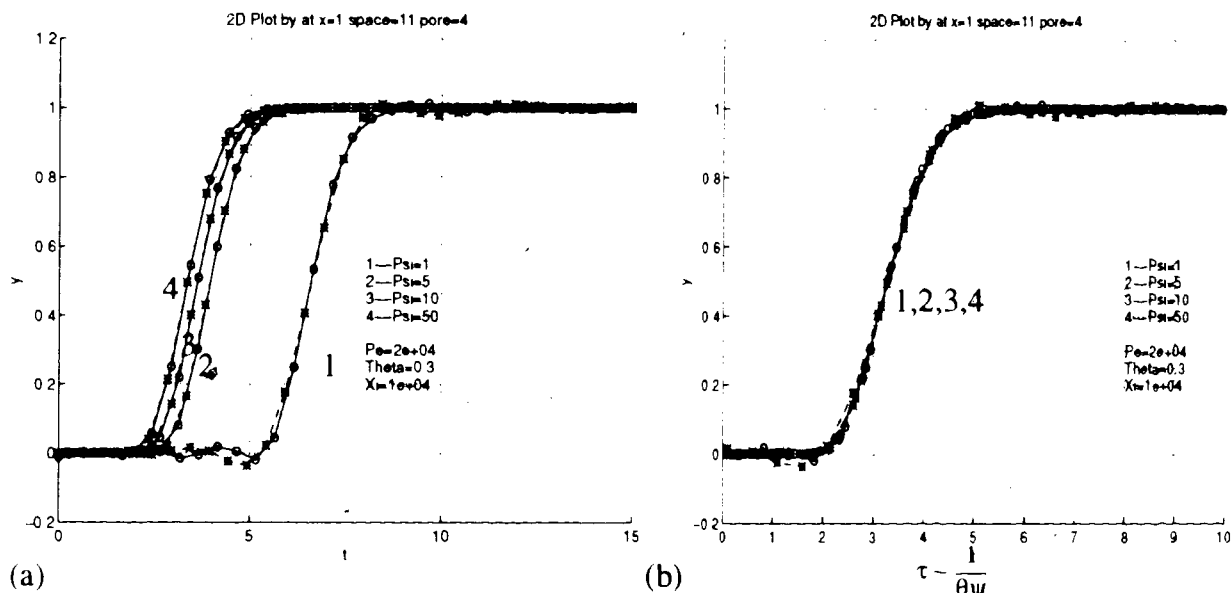 2D Plot by at x=1 space=11 pore=4
1 2
1
0 8
0 6
0 4
0 2
0
-0 2
y
0
5
10
15
t
1—Psi=1
2—Psi=5
3—Psi=10
4—Psi=50
Pe=2e+04
Theta=0.3
Xi=1e+04
4
3
2
1
(a)
2D Plot by at x=1 space=11 pore=4
1 2
1
0 8
0 6
0 4
0 2
0
-0 2
y
0 1 2 3 4 5 6 7 8 9 10
1—Psi=1
2—Psi=5
3—Psi=10
4—Psi=50
Pe=2e+04
Theta=0.3
Xi=1e+04
1,2,3,4
τ - 1
θψ
(b)